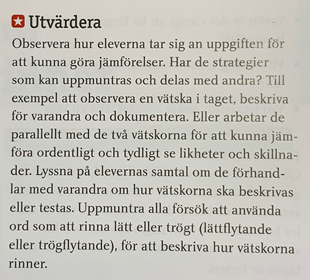 Utvärdera
Observera hur eleverna tar sig an uppgiften för
att kunna göra jämförelser. Har de strategier
som kan uppmuntras och delas med andra? Till
exempel att observera en vätska i taget, beskriva
för varandra och dokumentera. Eller arbetar de
parallellt med de två vätskorna för att kunna jäm-
föra ordentligt och tydligt se likheter och skillna-
der. Lyssna på elevernas samtal om de förhand-
lar med varandra om hur vätskorna ska beskrivas
eller testas. Uppmuntra alla försök att använda
ord som att rinna lätt eller trögt (lättflytande
eller trögflytande), för att beskriva hur vätskorna
rinner.